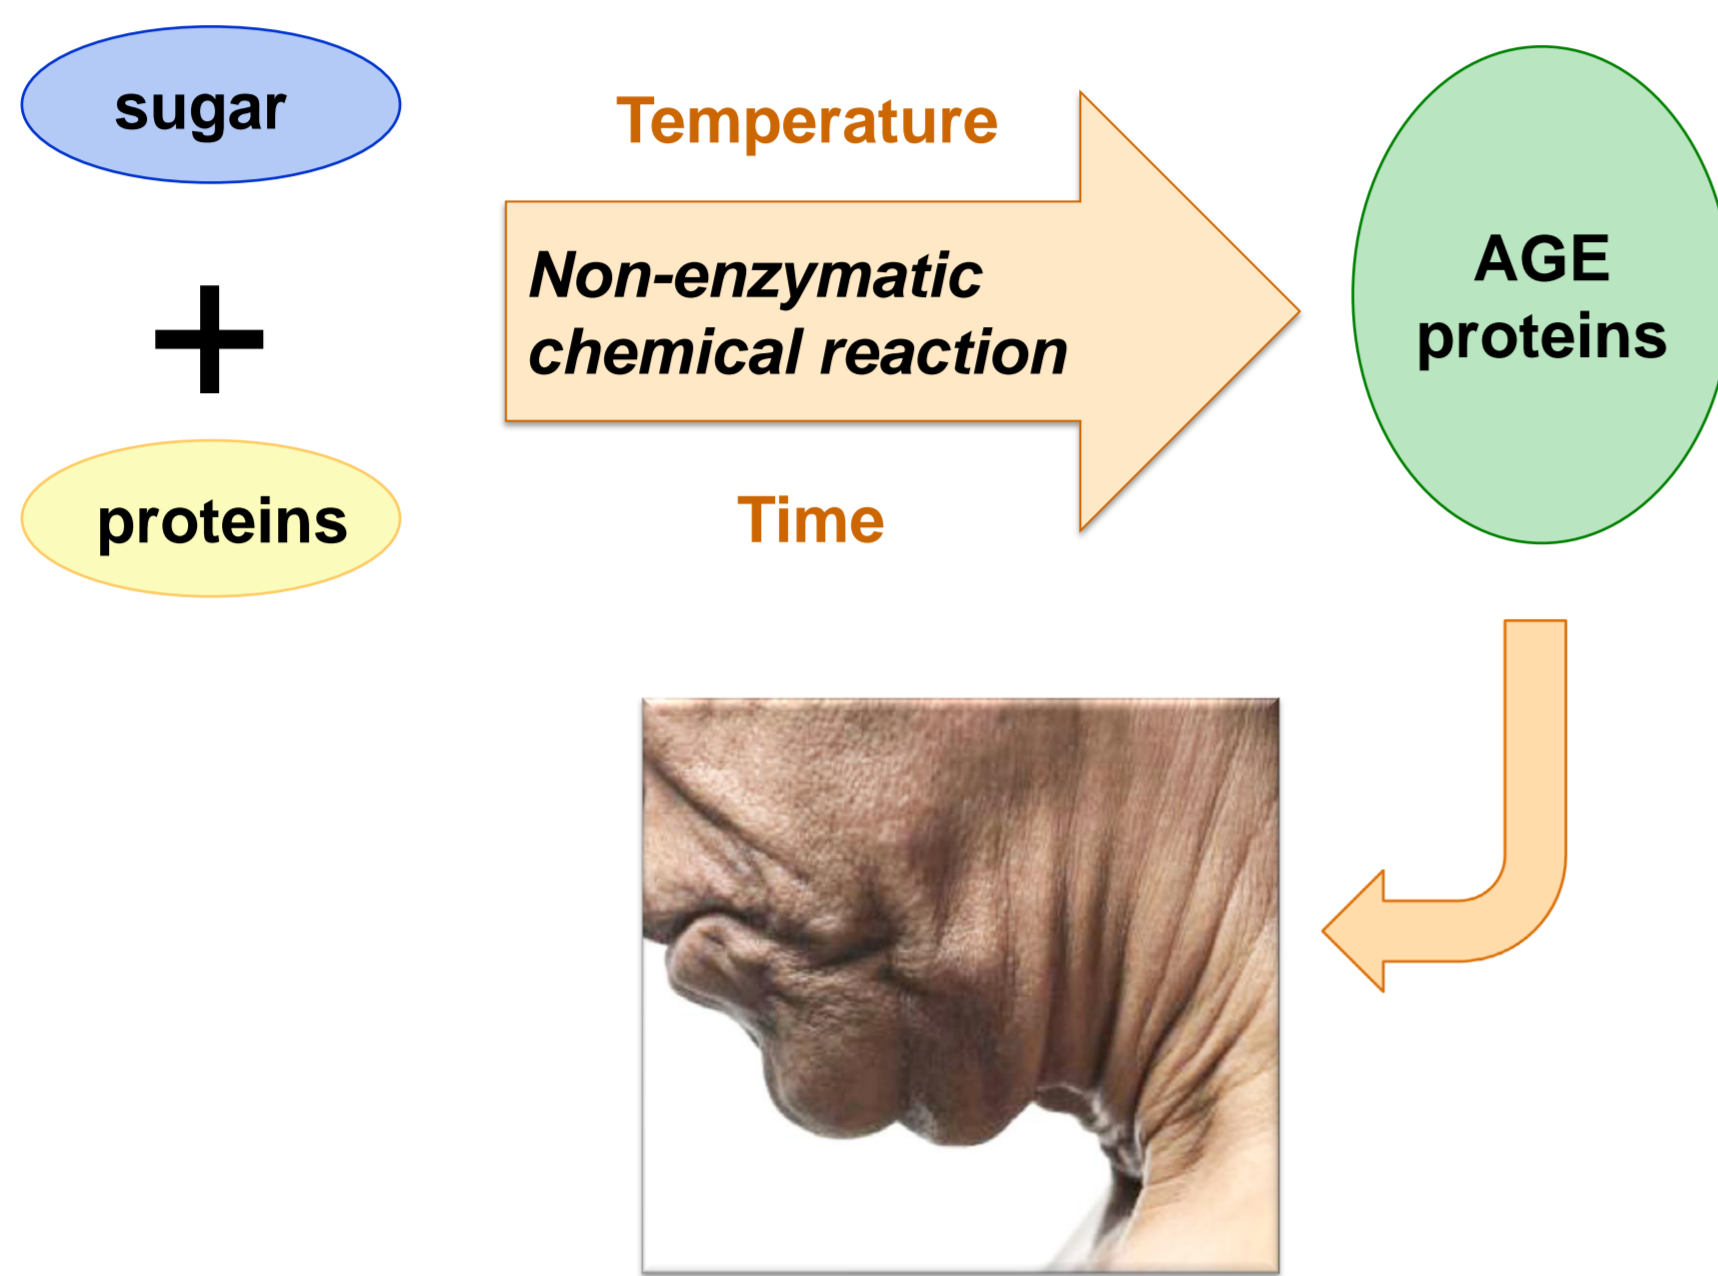 sugar
Temperature
Non-enzymatic
chemical reaction
AGE
proteins
proteins
Time